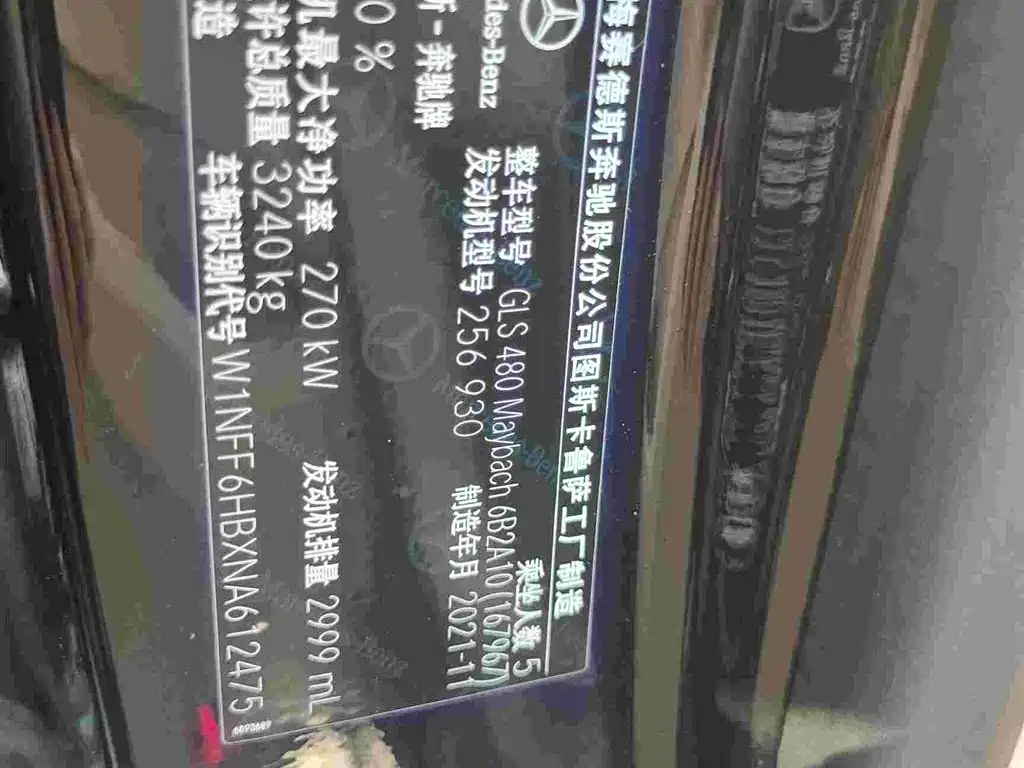 梅赛德斯奔驰股份公司图斯卡鲁萨工厂制造
des-Benz
整车型号 GLS 480 Maybach 6B2A10 (167967)
乘坐人数 5
斯-奔驰牌
发动机型号 256 930
制造年月 2021-11
0 %
机最大净功率 270 kW
发动机排量 2999 mL
许总质量 3240kg
造
车辆识别代号 W1NFF6HBXNA612475